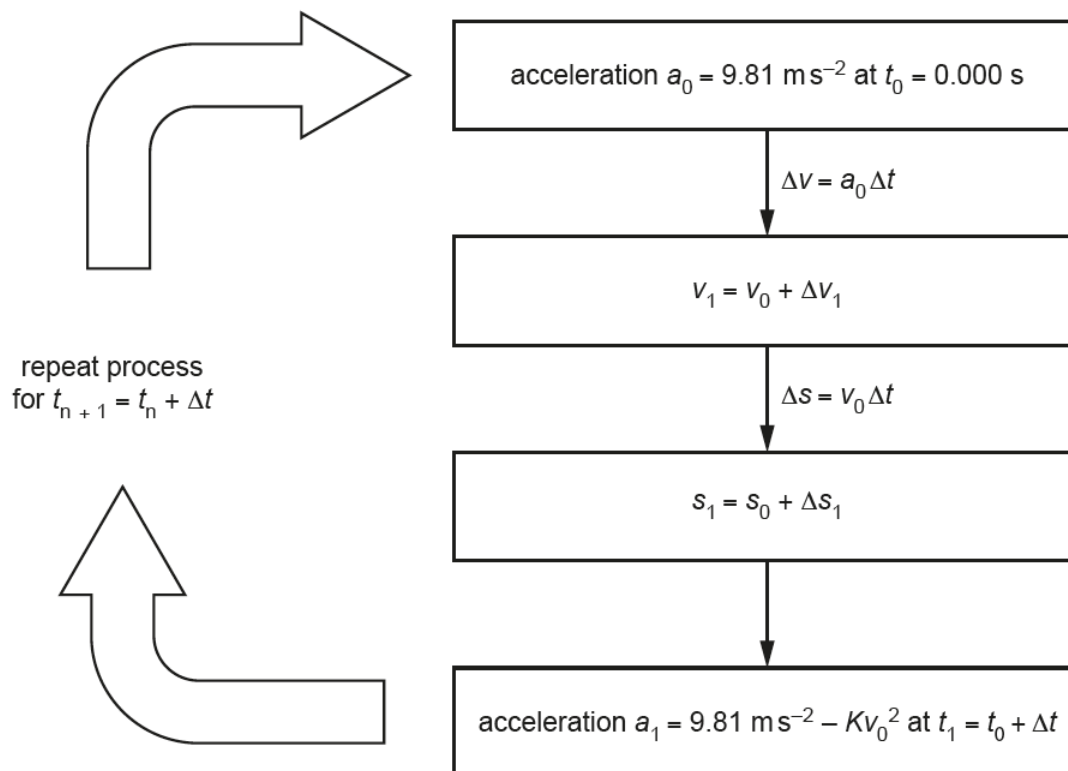 acceleration a₀ = 9.81 m s⁻² at t₀ = 0.000 s
Δv = a₀Δt
v₁ = v₀ + Δv₁
repeat process
for tₙ ₊ ₁ = tₙ + Δt
Δs = v₀Δt
s₁ = s₀ + Δs₁
acceleration a₁ = 9.81 m s⁻² – Kv₀² at t₁ = t₀ + Δt